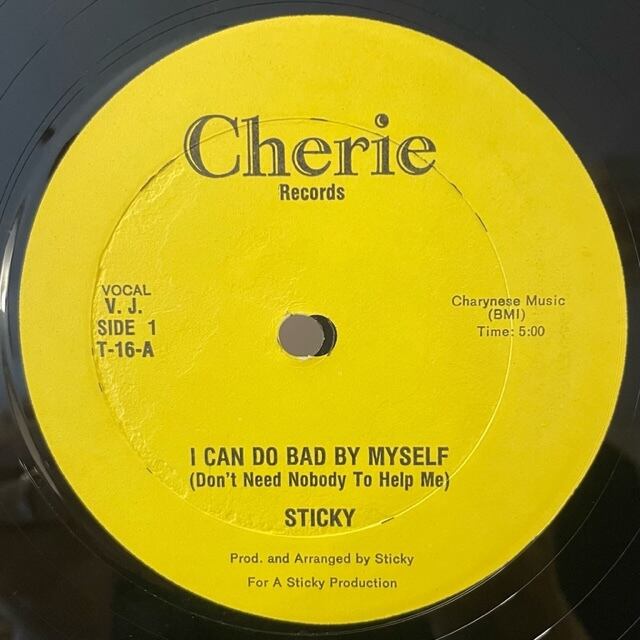 Cherie
Records
VOCAL
V. J.
SIDE 1
T-16-A
Charynese Music
(BMI)
Time: 5:00
I CAN DO BAD BY MYSELF
(Don't Need Nobody To Help Me)
STICKY
Prod. and Arranged by Sticky
For A Sticky Production